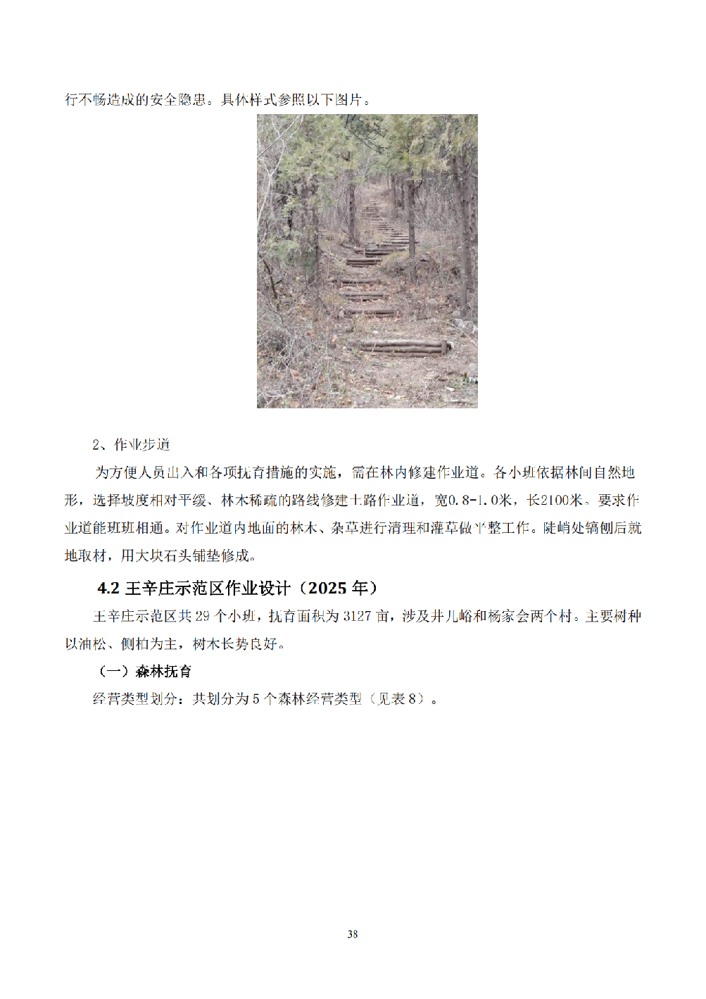 行不畅造成的安全隐患。具体样式参照以下图片。
2、作业步道
为方便人员出入和各项抚育措施的实施，需在林内修建作业道。各小班依据林间自然地
形，选择坡度相对平缓、林木稀疏的路线修建土路作业道，宽0.8-1.0米，长2100米。要求作
业道能班班相通。对作业道内地面的林木、杂草进行清理和灌草做平整工作。陡峭处镐刨后就
地取材，用大块石头铺垫修成。
4.2 王辛庄示范区作业设计（2025 年）
王辛庄示范区共 29 个小班，抚育面积为 3127 亩，涉及井儿峪和杨家会两个村。主要树种
以油松、侧柏为主，树木长势良好。
（一）森林抚育
经营类型划分：共划分为 5 个森林经营类型（见表 8）。
38